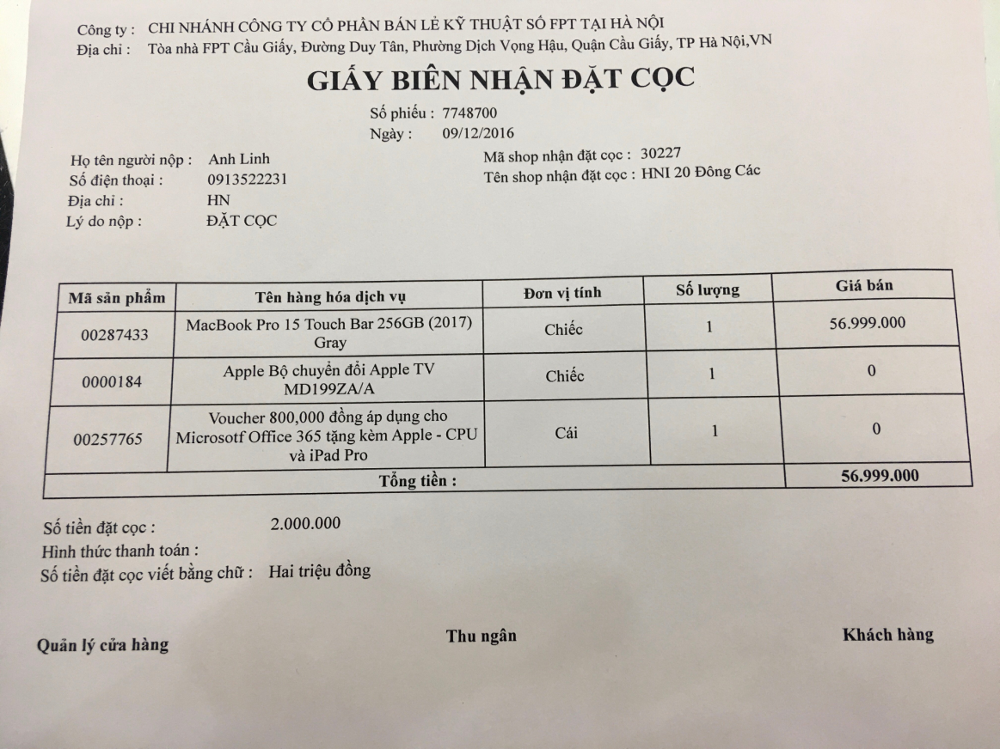 Công ty : CHI NHÁNH CÔNG TY CỔ PHẦN BÁN LẺ KỸ THUẬT SỐ FPT TẠI HÀ NỘI
Địa chỉ : Tòa nhà FPT Cầu Giấy, Đường Duy Tân, Phường Dịch Vọng Hậu, Quận Cầu Giấy, TP Hà Nội,VN
GIẤY BIÊN NHẬN ĐẶT CỌC
Số phiếu : 7748700
Ngày : 09/12/2016
Họ tên người nộp : Anh Linh
Mã shop nhận đặt cọc : 30227
Số điện thoại : 0913522231
Tên shop nhận đặt cọc : HNI 20 Đông Các
Địa chỉ : HN
Lý do nộp : ĐẶT CỌC
Mã sản phẩm Tên hàng hóa dịch vụ Đơn vị tính Số lượng Giá bán
00287433 MacBook Pro 15 Touch Bar 256GB (2017) Chiếc 1 56.999.000
Gray
0000184 Apple Bộ chuyển đổi Apple TV Chiếc 1 0
MD199ZA/A
Voucher 800,000 đồng áp dụng cho
00257765 Microsotf Office 365 tặng kèm Apple - CPU Cái 1 0
và iPad Pro
Tổng tiền : 56.999.000
Số tiền đặt cọc : 2.000.000
Hình thức thanh toán :
Số tiền đặt cọc viết bằng chữ : Hai triệu đồng
Quản lý cửa hàng Thu ngân Khách hàng